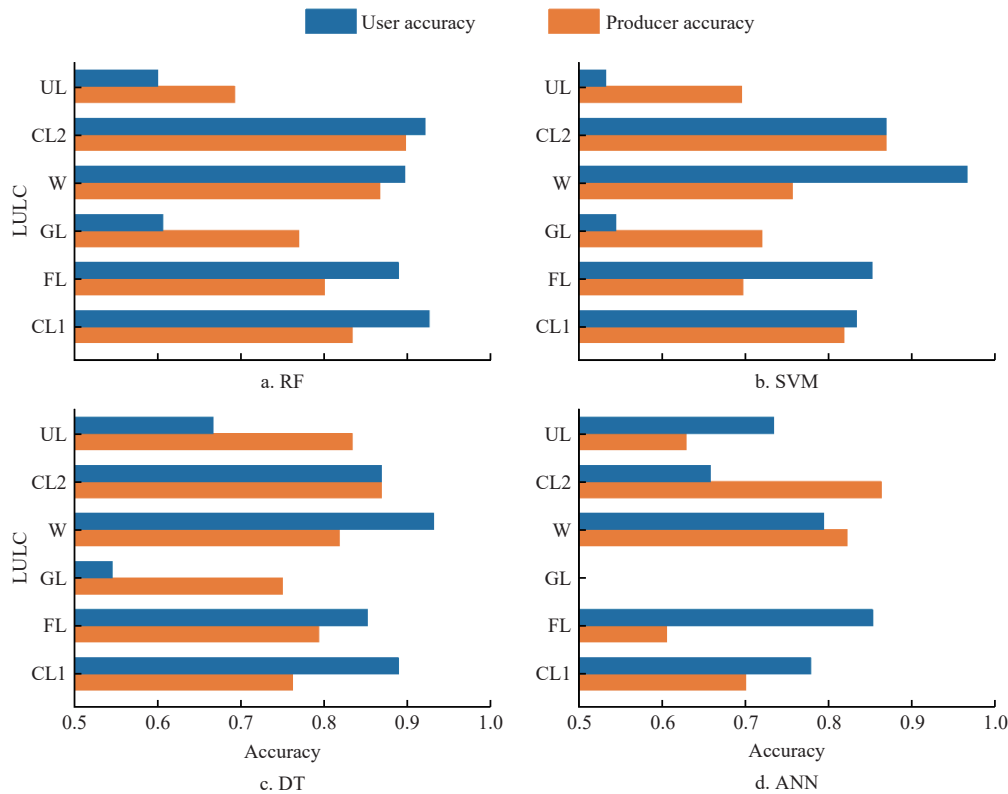 User accuracy
Producer accuracy
LULC
UL
CL2
W
GL
FL
CL1
a. RF
UL
CL2
W
GL
FL
CL1
b. SVM
LULC
UL
CL2
W
GL
FL
CL1
0.5 0.6 0.7 0.8 0.9 1.0
Accuracy
c. DT
UL
CL2
W
GL
FL
CL1
0.5 0.6 0.7 0.8 0.9 1.0
Accuracy
d. ANN